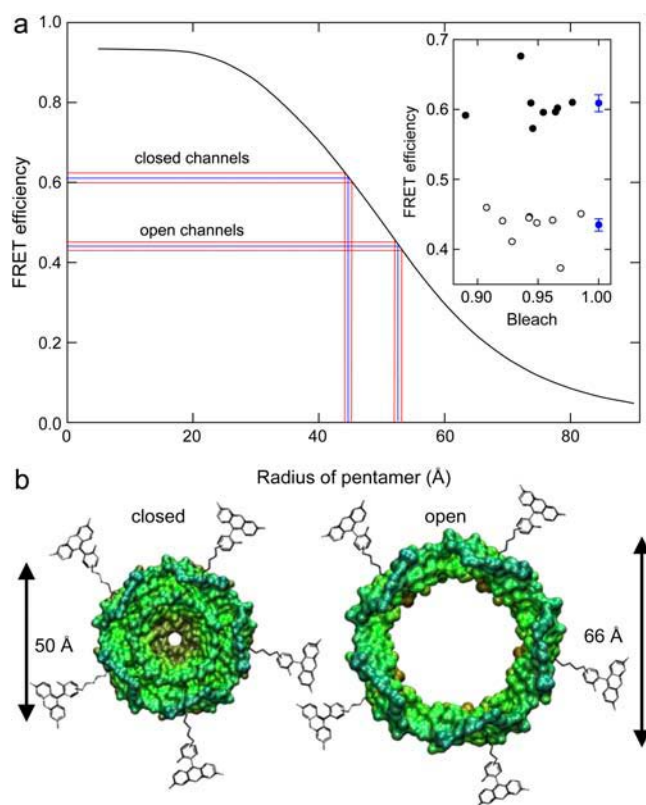 a
1.0
0.8
0.6
0.4
0.2
0.0
FRET efficiency
closed channels
open channels
0
20
40
60
80
Radius of pentamer (Å)
0.7
0.6
0.5
0.4
FRET efficiency
0.90
0.95
1.00
Bleach
b
closed
open
50 Å
66 Å